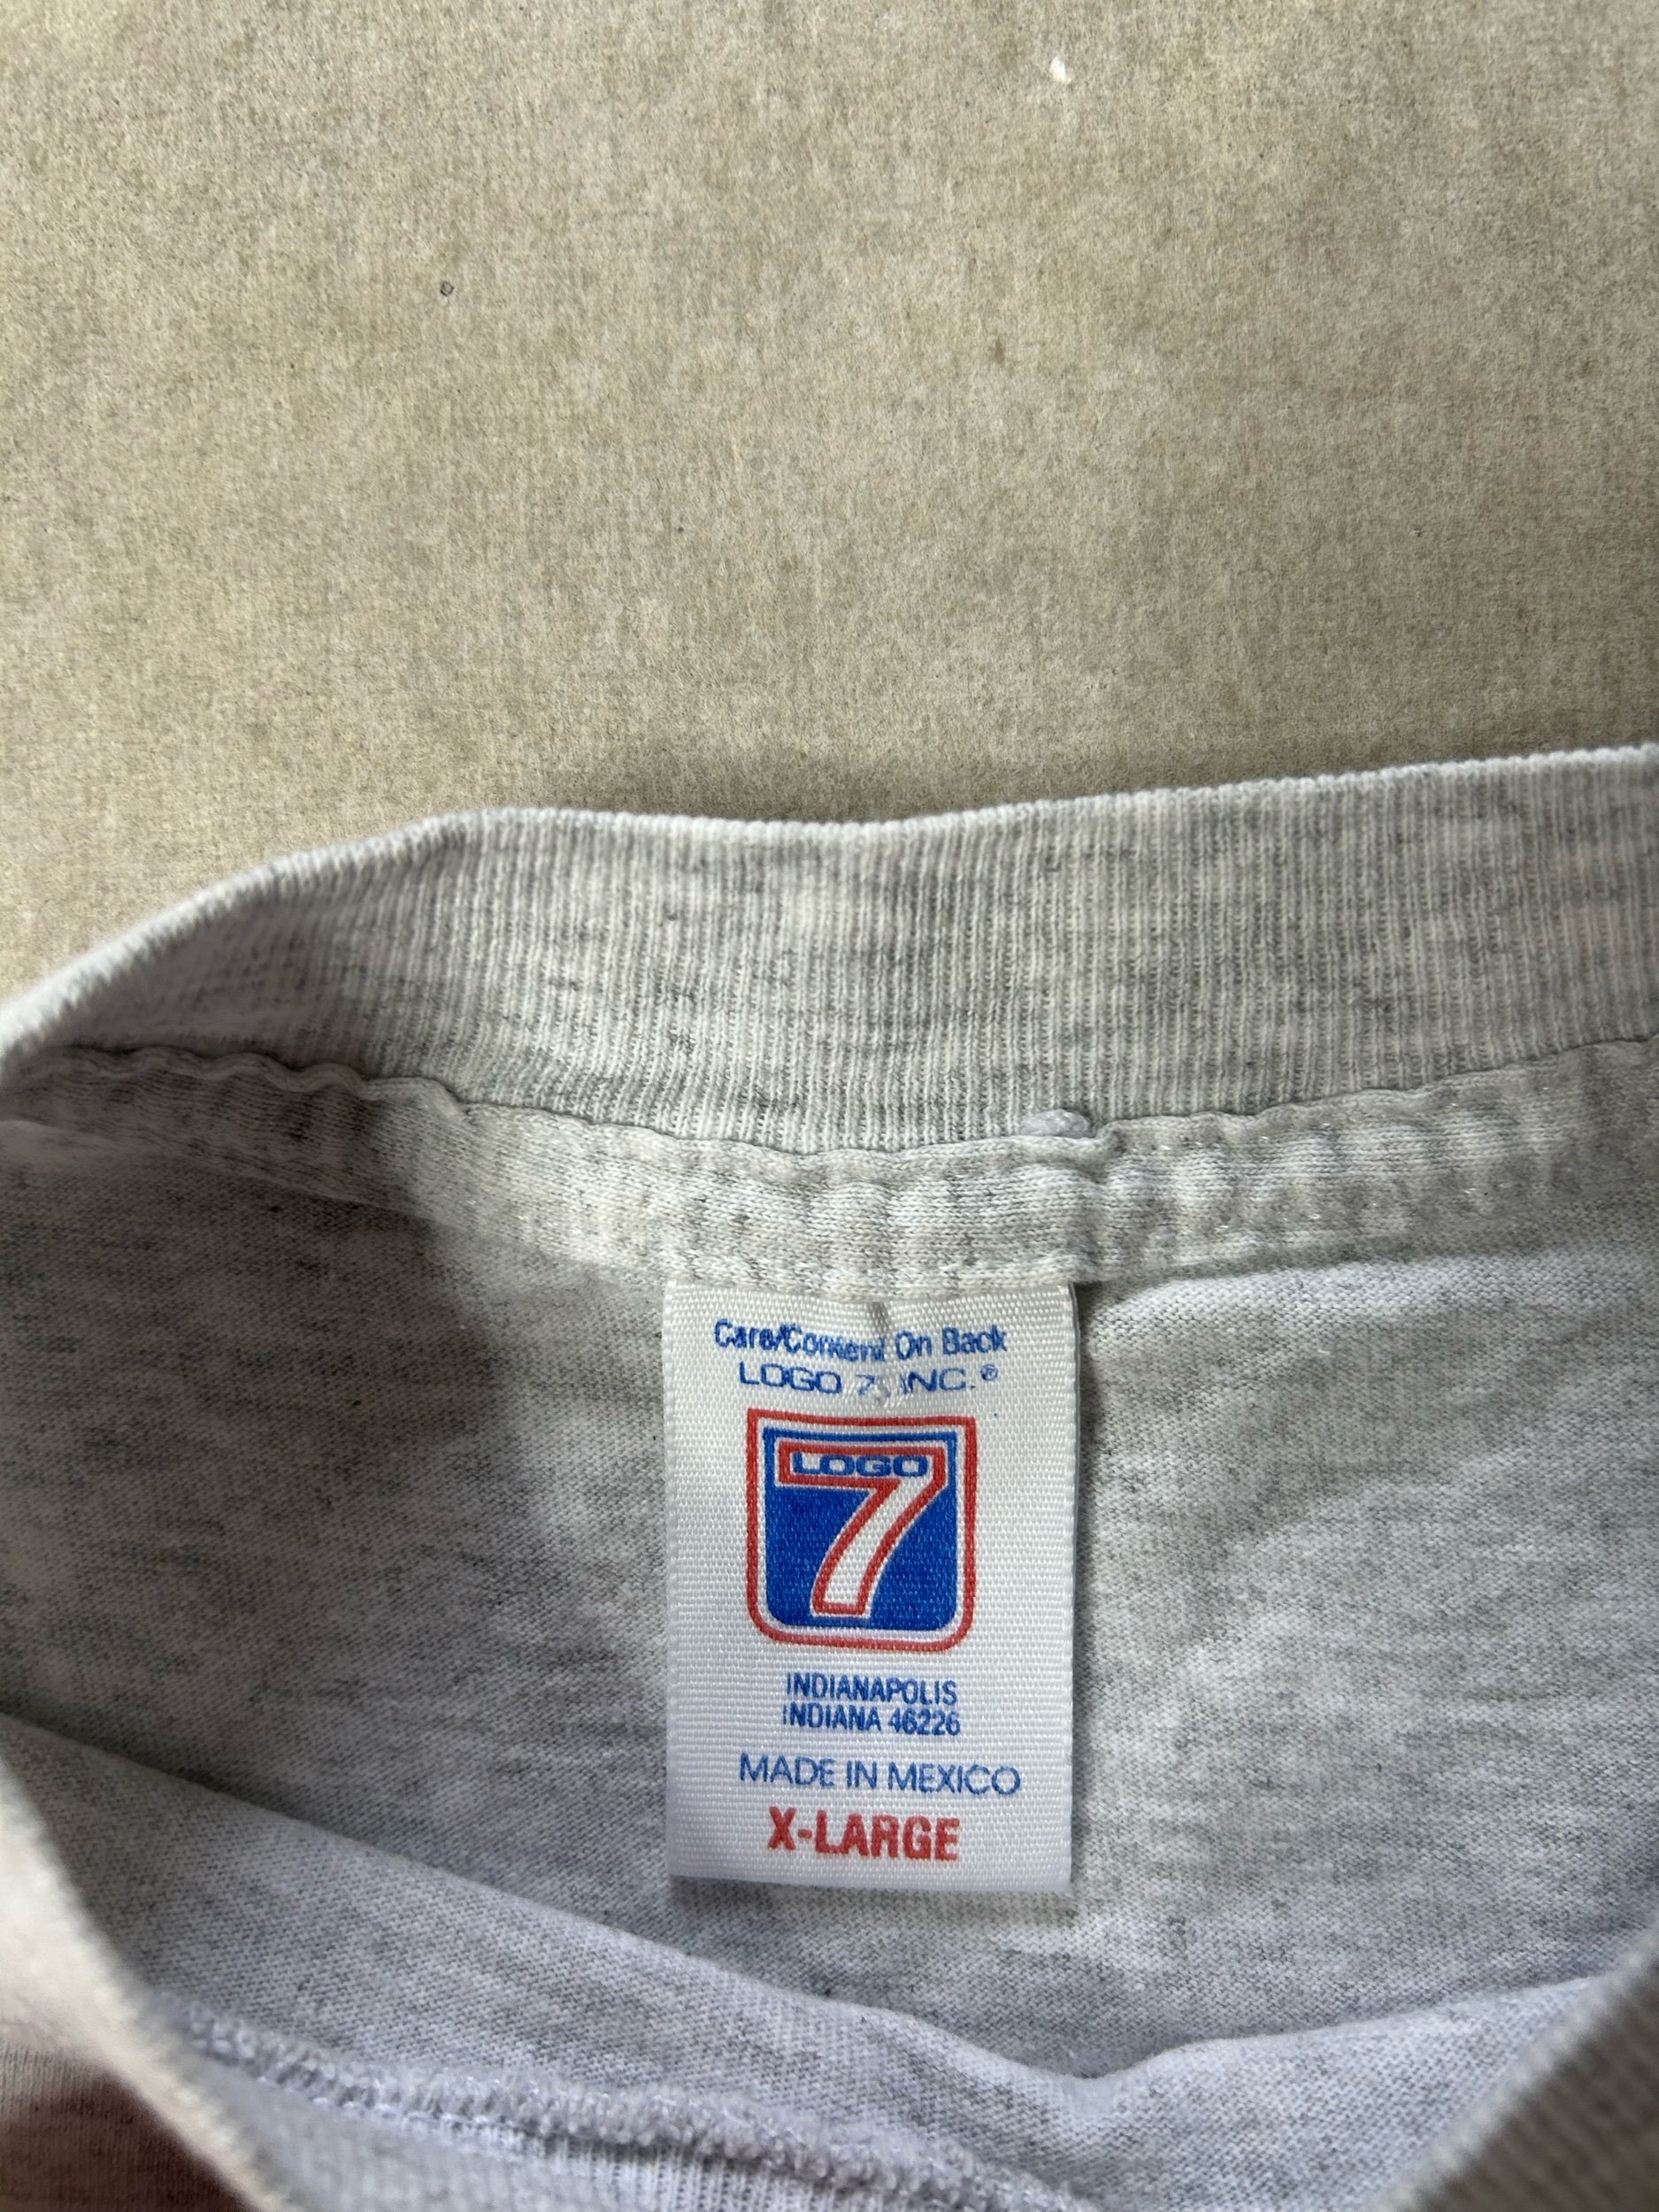 Care/Content On Back
LOGO 7, INC.®
LOGO
7
INDIANAPOLIS
INDIANA 46226
MADE IN MEXICO
X-LARGE